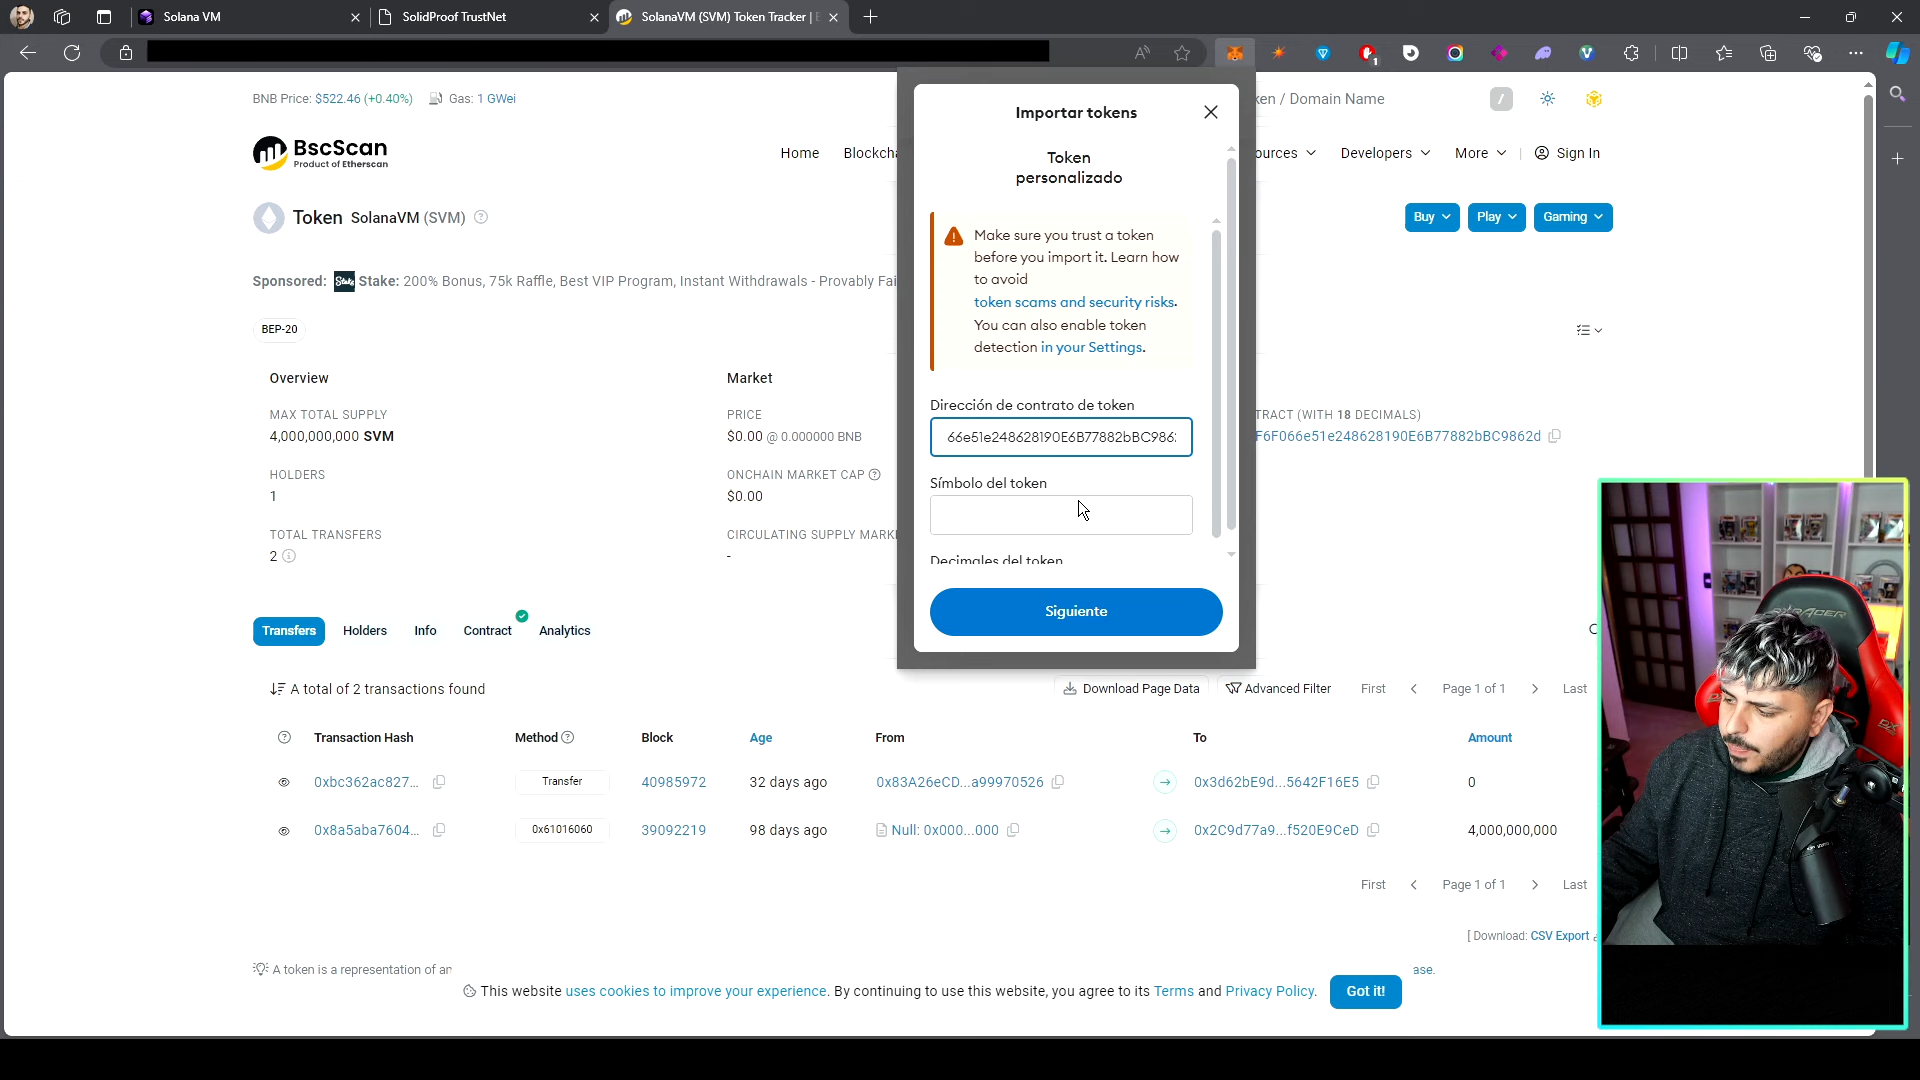 Solana VM
SolidProof TrustNet
SolanaVM (SVM) Token Tracker |
BNB Price: $522.46 (+0.40%)
Gas: 1 GWei
ken / Domain Name
/
BscScan
Product of Etherscan
Home
Blockcha
ources
Developers
More
Sign In
Token SolanaVM (SVM)
Buy
Play
Gaming
Sponsored: Stake Stake: 200% Bonus, 75k Raffle, Best VIP Program, Instant Withdrawals - Provably Fai
BEP-20
Overview
MAX TOTAL SUPPLY
4,000,000,000 SVM
HOLDERS
1
TOTAL TRANSFERS
2
Market
PRICE
$0.00 @ 0.000000 BNB
ONCHAIN MARKET CAP
$0.00
CIRCULATING SUPPLY MARK
-
TRACT (WITH 18 DECIMALS)
F6F066e51e248628190E6B77882bBC9862d
Importar tokens
Token
personalizado
Make sure you trust a token
before you import it. Learn how
to avoid
token scams and security risks.
You can also enable token
detection in your Settings.
Dirección de contrato de token
66e51e248628190E6B77882bBC986
Símbolo del token
Decimales del token
Siguiente
Transfers
Holders
Info
Contract
Analytics
A total of 2 transactions found
Download Page Data
Advanced Filter
First
Page 1 of 1
Last
Transaction Hash
Method
Block
Age
From
To
Amount
0xbc362ac827...
Transfer
40985972
32 days ago
0x83A26eCD...a99970526
0x3d62bE9d...5642F16E5
0
0x8a5aba7604...
0x61016060
39092219
98 days ago
Null: 0x000...000
0x2C9d77a9...f520E9CeD
4,000,000,000
First
Page 1 of 1
Last
[ Download: CSV Export
A token is a representation of an
ase.
This website uses cookies to improve your experience. By continuing to use this website, you agree to its Terms and Privacy Policy.
Got it!